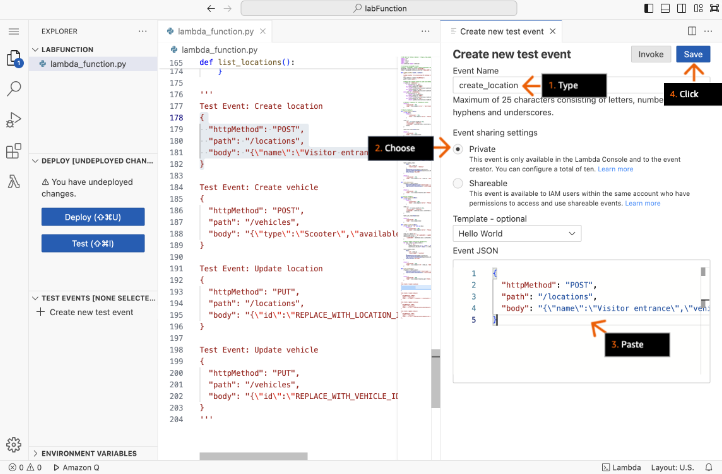 labFunction
EXPLORER
LABFUNCTION
lambda_function.py
1
DEPLOY [UNDEPLOYED CHAN...
You have undeployed
changes.
Deploy (⇧⌘U)
Test (⇧⌘I)
TEST EVENTS [NONE SELECTE...
Create new test event
ENVIRONMENT VARIABLES
lambda_function.py
lambda_function.py
165 def list_locations():
174 }
175
176 '''
177 Test Event: Create location
178 {
179 "httpMethod": "POST",
180 "path": "/locations",
181 "body": "{\"name\":\"Visitor entranc
182 }
183
184 Test Event: Create vehicle
185 {
186 "httpMethod": "POST",
187 "path": "/vehicles",
188 "body": "{\"type\":\"Scooter\",\"available
189 }
190
191 Test Event: Update location
192 {
193 "httpMethod": "PUT",
194 "path": "/locations",
195 "body": "{\"id\":\"REPLACE_WITH_LOCATION_I
196 }
197
198 Test Event: Update vehicle
199 {
200 "httpMethod": "PUT",
201 "path": "/vehicles",
202 "body": "{\"id\":\"REPLACE_WITH_VEHICLE_ID
203 }
204 '''
Create new test event
Create new test event
Invoke
Save
Event Name
create_location
1. Type
4. Click
Maximum of 25 characters consisting of letters, numbe
hyphens and underscores.
Event sharing settings
2. Choose
Private
This event is only available in the Lambda Console and to the event
creator. You can configure a total of ten. Learn more
Shareable
This event is available to IAM users within the same account who have
permissions to access and use shareable events. Learn more
Template - optional
Hello World
Event JSON
1 {
2 "httpMethod": "POST",
3 "path": "/locations",
4 "body": "{\"name\":\"Visitor entrance\",\"vehi
5 }
3. Paste
0 0
Amazon Q
Lambda
Layout: U.S.